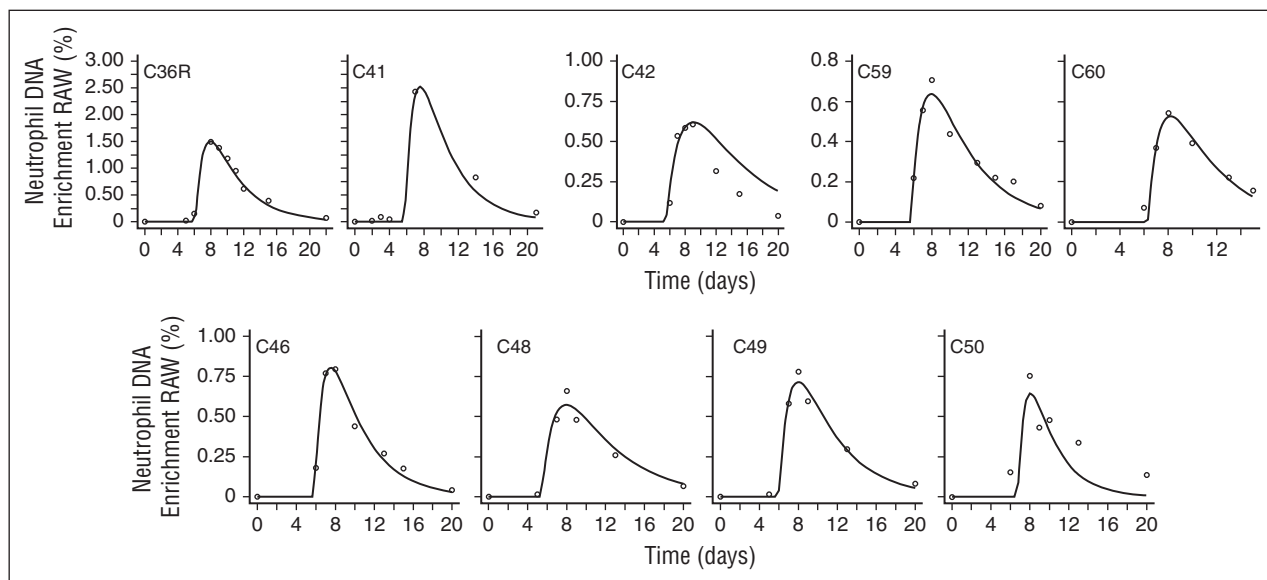 Neutrophil DNA
Enrichment RAW (%)
C36R
3.00
2.50
2.00
1.50
1.00
0.50
0
0 4 8 12 16 22
C41
0 4 8 12 16 20
C42
1.00
0.75
0.50
0.25
0
0 4 8 12 16 20
C59
0.8
0.6
0.4
0.2
0
0 4 8 12 16 20
C60
0 4 8 12
Time (days)
Neutrophil DNA
Enrichment RAW (%)
C46
1.00
0.75
0.50
0.25
0
0 4 8 12 16 20
C48
0 4 8 12 16 20
C49
0 4 8 12 16 20
C50
0 4 8 12 16 20
Time (days)